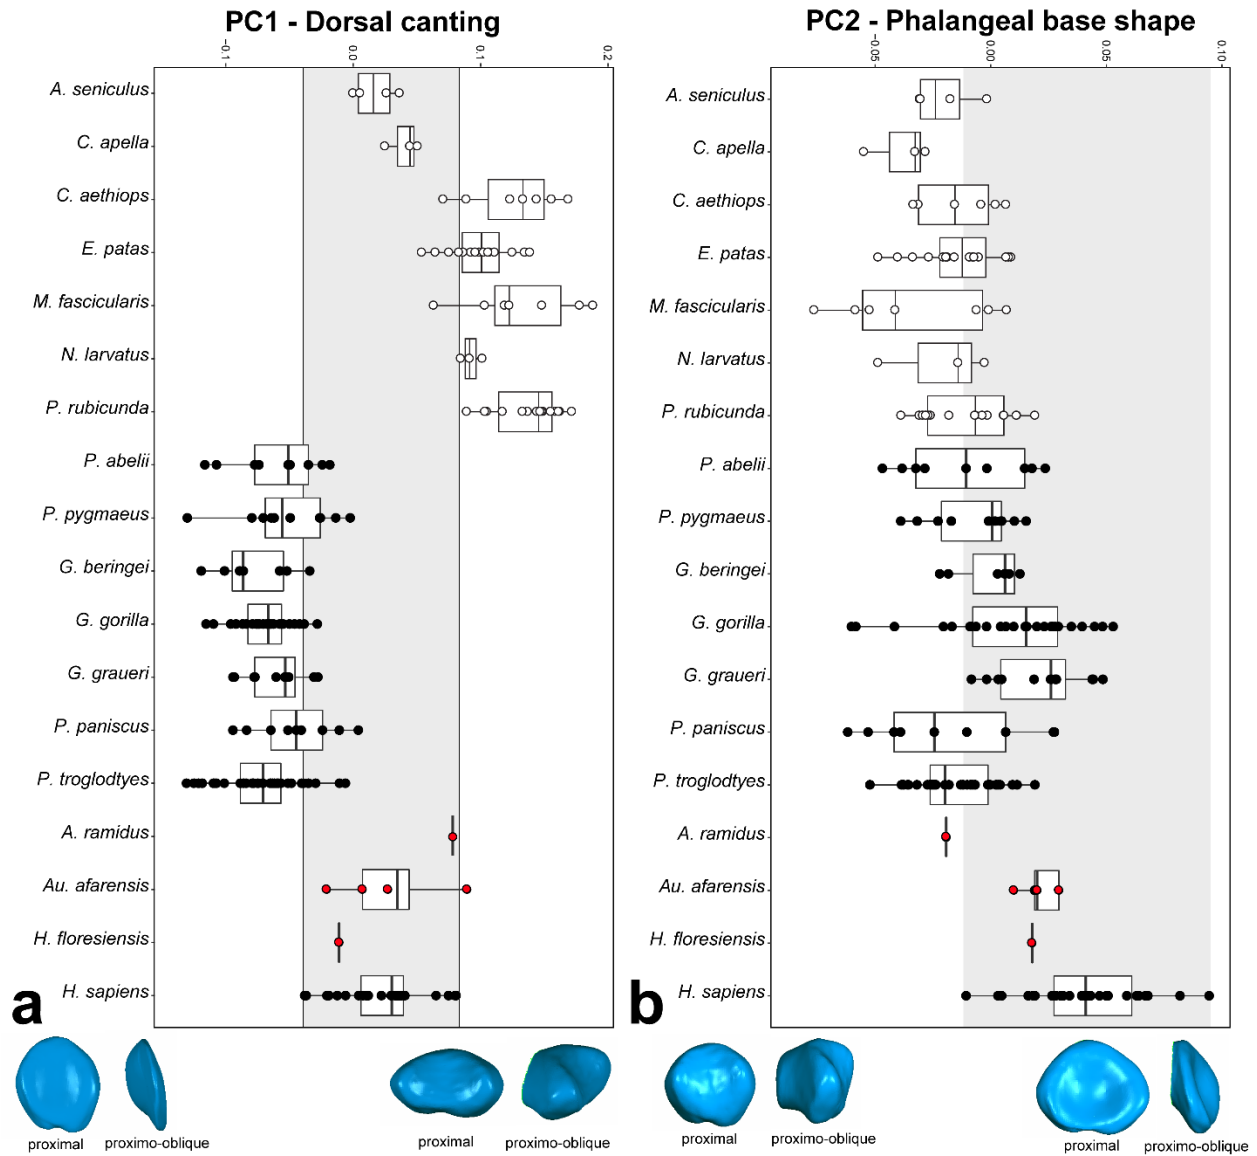 PC1 - Dorsal canting
-0.1
0.0
0.1
0.2
A. seniculus
C. apella
C. aethiops
E. patas
M. fascicularis
N. larvatus
P. rubicunda
P. abelii
P. pygmaeus
G. beringei
G. gorilla
G. graueri
P. paniscus
P. troglodtyes
A. ramidus
Au. afarensis
H. floresiensis
H. sapiens
a
proximal
proximo-oblique
proximal
proximo-oblique
PC2 - Phalangeal base shape
-0.05
0.00
0.05
0.10
A. seniculus
C. apella
C. aethiops
E. patas
M. fascicularis
N. larvatus
P. rubicunda
P. abelii
P. pygmaeus
G. beringei
G. gorilla
G. graueri
P. paniscus
P. troglodtyes
A. ramidus
Au. afarensis
H. floresiensis
H. sapiens
b
proximal
proximo-oblique
proximal
proximo-oblique